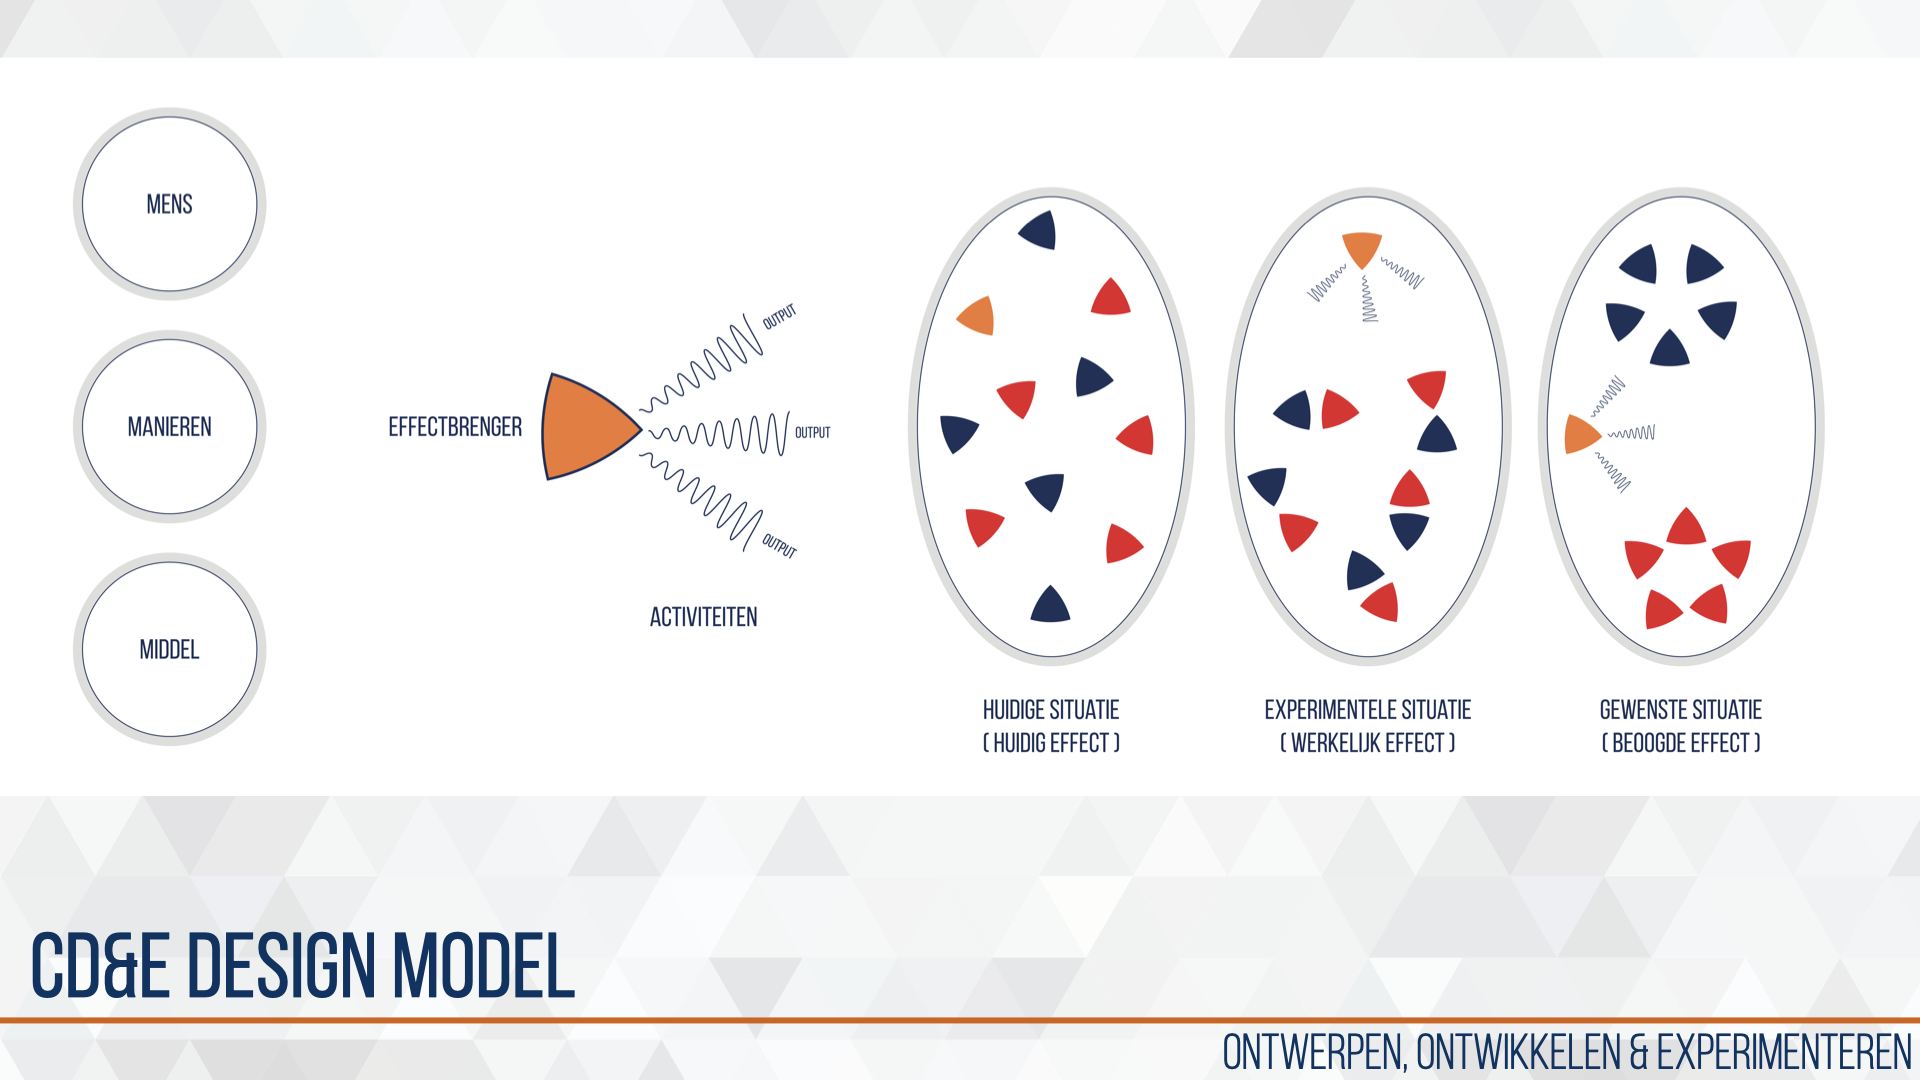 MENS
MANIEREN
MIDDEL
EFFECTBRENGER
OUTPUT
OUTPUT
OUTPUT
ACTIVITEITEN
HUIDIGE SITUATIE
( HUIDIG EFFECT )
EXPERIMENTELE SITUATIE
( WERKELIJK EFFECT )
GEWENSTE SITUATIE
( BEOOGDE EFFECT )
CD&E DESIGN MODEL
ONTWERPEN, ONTWIKKELEN & EXPERIMENTEREN